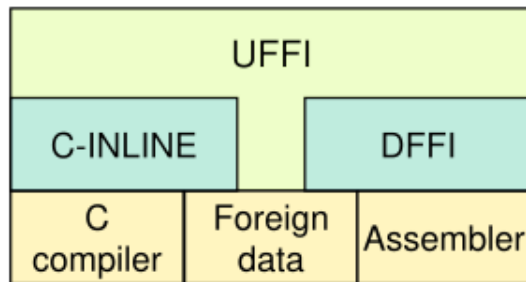 UFFI
C-INLINE
DFFI
C
compiler
Foreign
data
Assembler